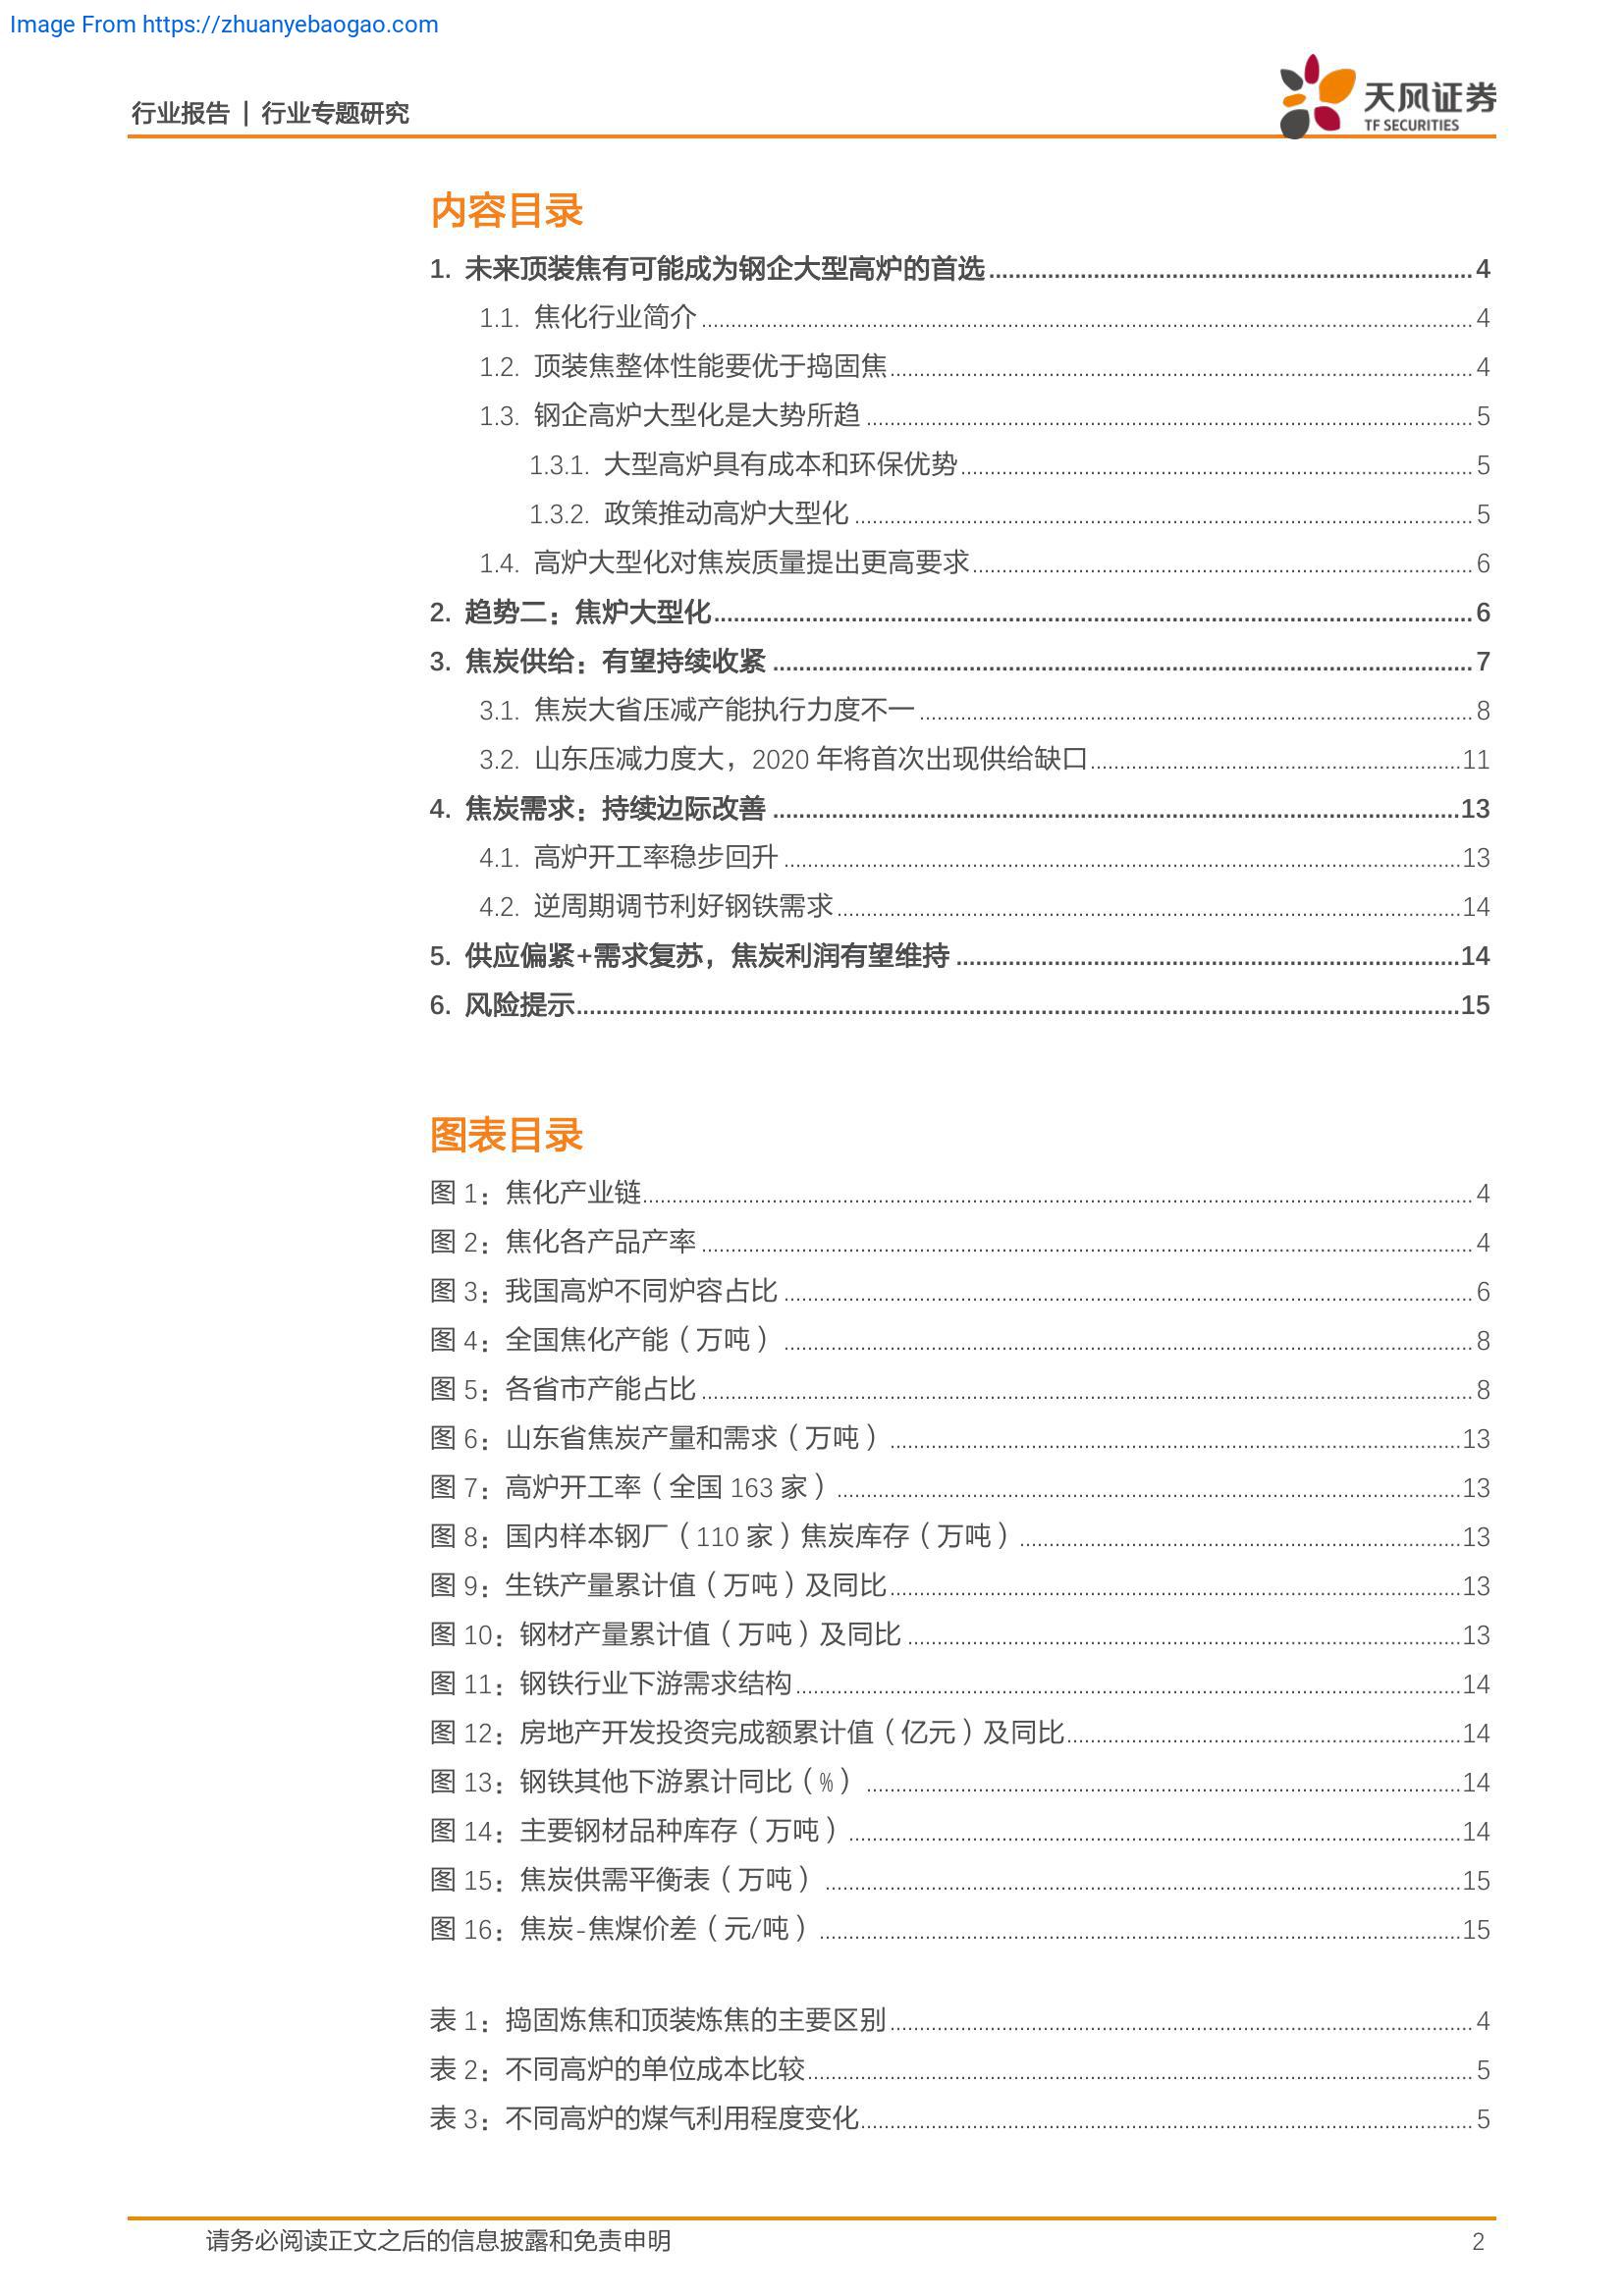 Image From https://zhuanyebaogao.com
行业报告 | 行业专题研究
天风证券
TF SECURITIES
内容目录
1. 未来顶装焦有可能成为钢企大型高炉的首选 4
1.1. 焦化行业简介 4
1.2. 顶装焦整体性能要优于捣固焦 4
1.3. 钢企高炉大型化是大势所趋 5
1.3.1. 大型高炉具有成本和环保优势 5
1.3.2. 政策推动高炉大型化 5
1.4. 高炉大型化对焦炭质量提出更高要求 6
2. 趋势二：焦炉大型化 6
3. 焦炭供给：有望持续收紧 7
3.1. 焦炭大省压减产能执行力度不一 8
3.2. 山东压减力度大，2020 年将首次出现供给缺口 11
4. 焦炭需求：持续边际改善 13
4.1. 高炉开工率稳步回升 13
4.2. 逆周期调节利好钢铁需求 14
5. 供应偏紧+需求复苏，焦炭利润有望维持 14
6. 风险提示 15
图表目录
图 1：焦化产业链 4
图 2：焦化各产品产率 4
图 3：我国高炉不同炉容占比 6
图 4：全国焦化产能（万吨） 8
图 5：各省市产能占比 8
图 6：山东省焦炭产量和需求（万吨） 13
图 7：高炉开工率（全国 163 家） 13
图 8：国内样本钢厂（110 家）焦炭库存（万吨） 13
图 9：生铁产量累计值（万吨）及同比 13
图 10：钢材产量累计值（万吨）及同比 13
图 11：钢铁行业下游需求结构 14
图 12：房地产开发投资完成额累计值（亿元）及同比 14
图 13：钢铁其他下游累计同比（%） 14
图 14：主要钢材品种库存（万吨） 14
图 15：焦炭供需平衡表（万吨） 15
图 16：焦炭-焦煤价差（元/吨） 15
表 1：捣固炼焦和顶装炼焦的主要区别 4
表 2：不同高炉的单位成本比较 5
表 3：不同高炉的煤气利用程度变化 5
请务必阅读正文之后的信息披露和免责申明 2